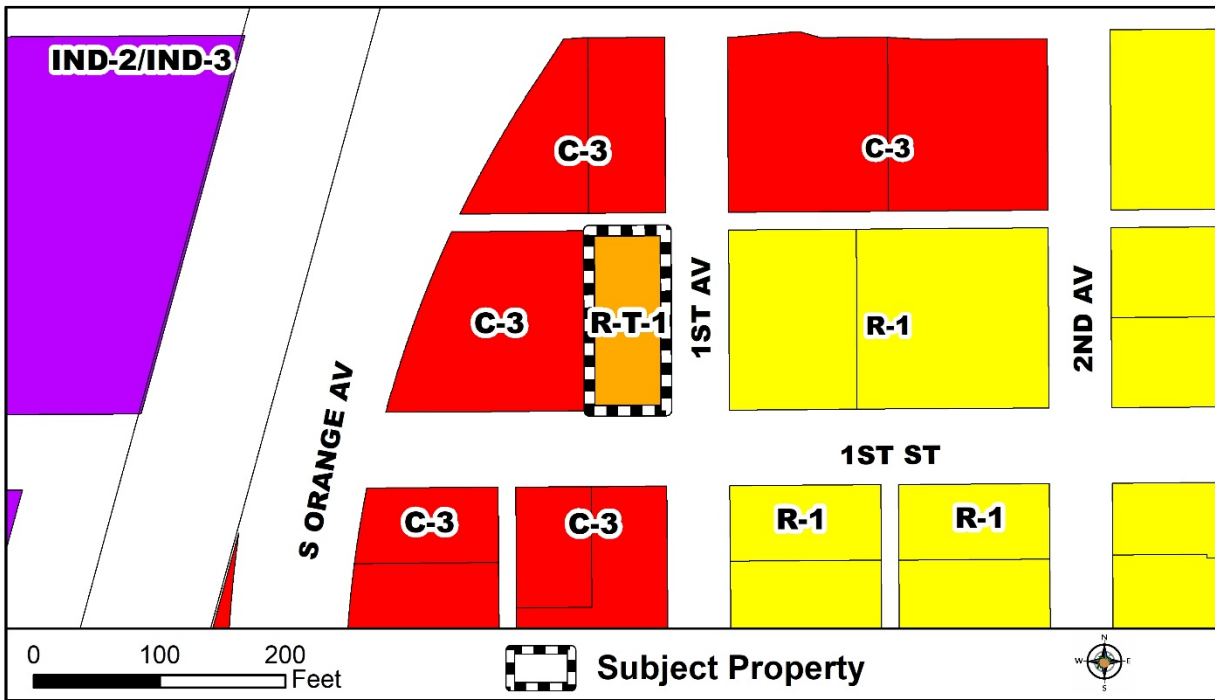 IND-2/IND-3
C-3
C-3
C-3
R-T-1
1ST AV
R-1
2ND AV
S ORANGE AV
1ST ST
C-3
C-3
R-1
R-1
0 100 200
Feet
Subject Property
N
W E
S